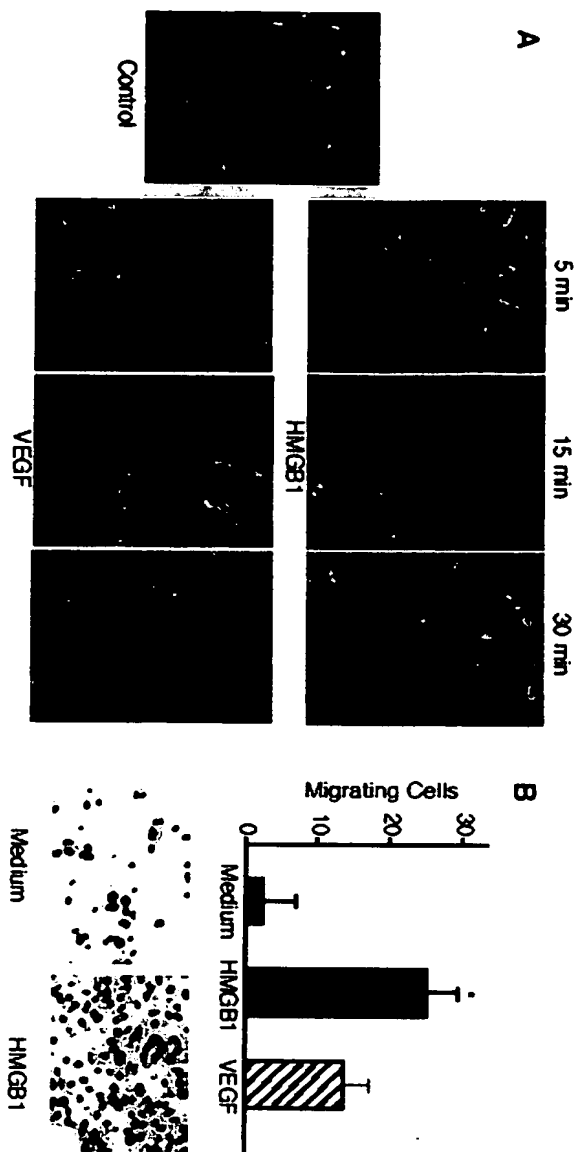 A
5 min
15 min
30 min
Control
HMGB1
VEGF
B
Migrating Cells
30
20
10
0
Medium
HMGB1
VEGF
Medium
HMGB1